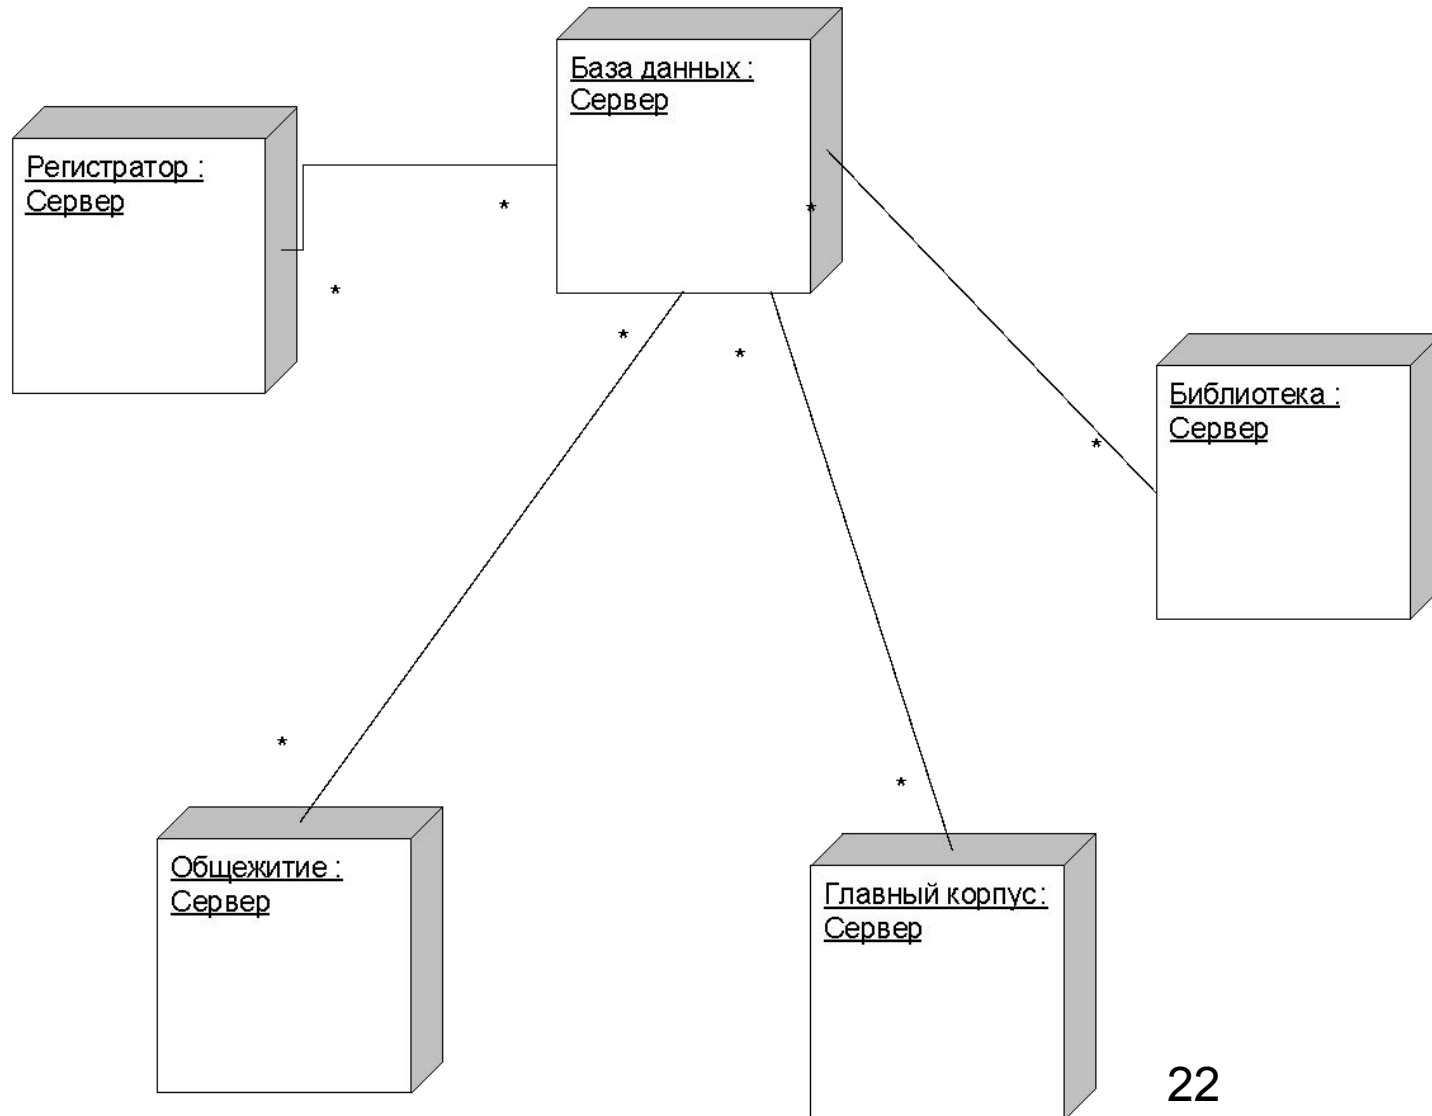 База данных :
Сервер
Регистратор :
Сервер
*
*
*
*
*
Библиотека :
Сервер
*
*
*
Общежитие :
Сервер
Главный корпус:
Сервер
22